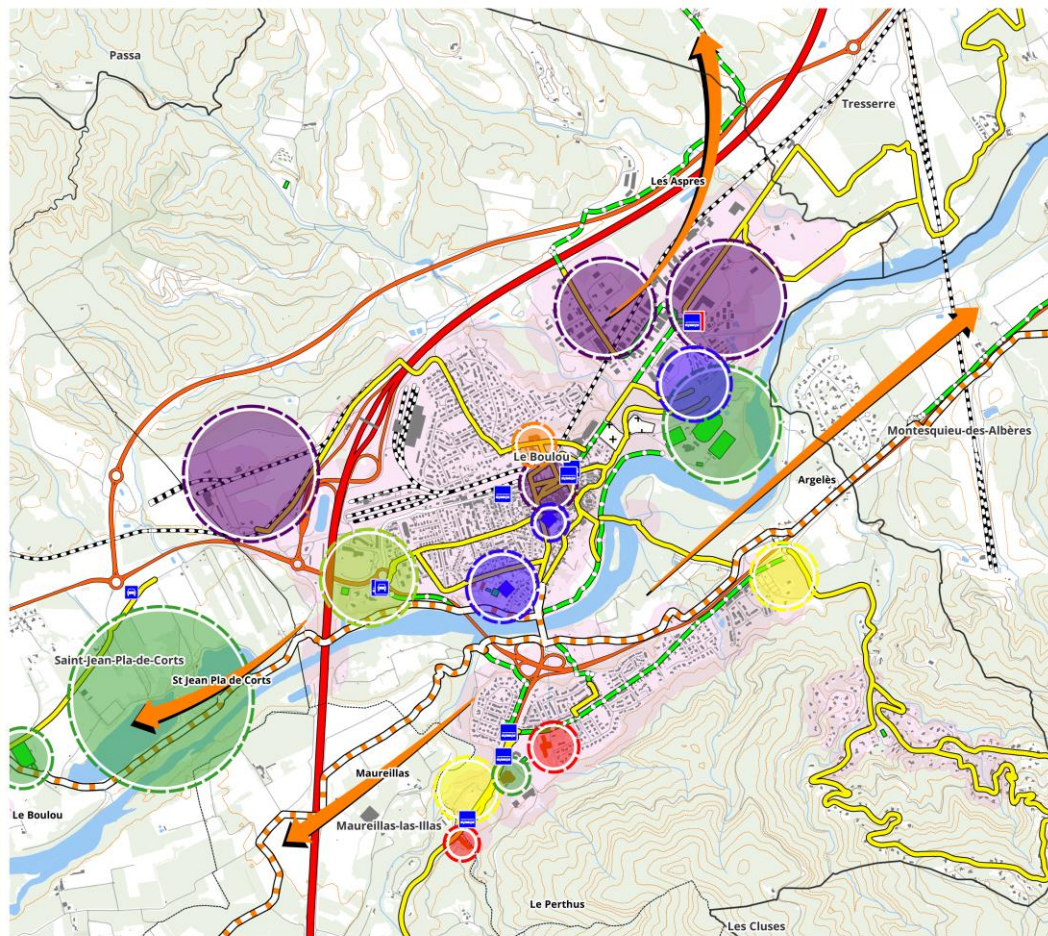 Passa
Tresserre
Les Aspres
Montesquieu-des-Albères
Le Boulou
Argelès
Saint-Jean-Pla-de-Corts
St Jean Pla de Corts
Maureillas
Le Boulou
Maureillas-las-Illas
Le Perthus
Les Cluses